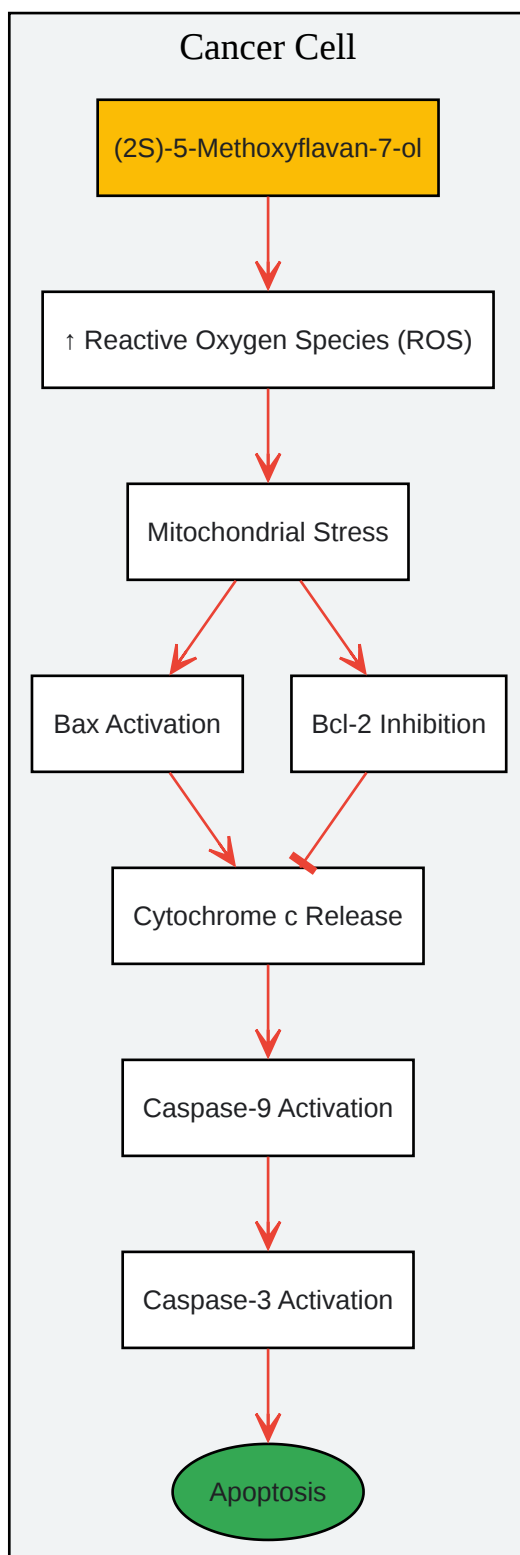 Cancer Cell
(2S)-5-Methoxyflavan-7-ol
↑ Reactive Oxygen Species (ROS)
Mitochondrial Stress
Bax Activation
Bcl-2 Inhibition
Cytochrome c Release
Caspase-9 Activation
Caspase-3 Activation
Apoptosis